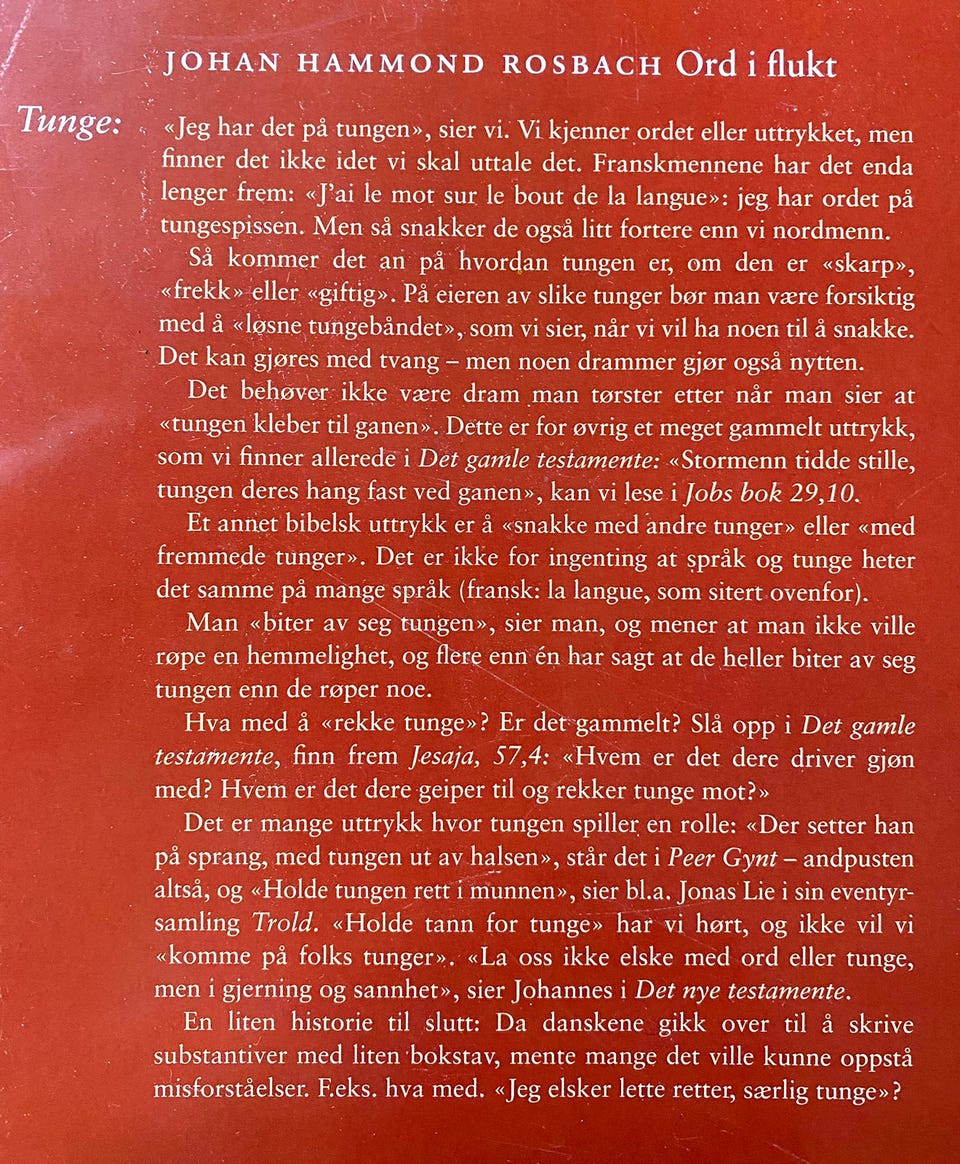 JOHAN HAMMOND ROSBACH Ord i flukt
Tunge:
«Jeg har det på tungen», sier vi. Vi kjenner ordet eller uttrykket, men
finner det ikke idet vi skal uttale det. Franskmennene har det enda
lenger frem: «J'ai le mot sur le bout de la langue»: jeg har ordet på
tungespissen. Men så snakker de også litt fortere enn vi nordmenn.
Så kommer det an på hvordan tungen er, om den er «skarp»,
«frekk» eller «giftig». På eieren av slike tunger bør man være forsiktig
med å «løsne tungebåndet», som vi sier, når vi vil ha noen til å snakke.
Det kan gjøres med tvang – men noen drammer gjør også nytten.
Det behøver ikke være dram man tørster etter når man sier at
«tungen kleber til ganen». Dette er for øvrig et meget gammelt uttrykk,
som vi finner allerede i Det gamle testamente: «Stormenn tidde stille,
tungen deres hang fast ved ganen», kan vi lese i Jobs bok 29,10.
Et annet bibelsk uttrykk er å «snakke med andre tunger» eller «med
fremmede tunger». Det er ikke for ingenting at språk og tunge heter
det samme på mange språk (fransk: la langue, som sitert ovenfor).
Man «biter av seg tungen», sier man, og mener at man ikke ville
røpe en hemmelighet, og flere enn én har sagt at de heller biter av seg
tungen enn de røper noe.
Hva med å «rekke tunge»? Er det gammelt? Slå opp i Det gamle
testamente, finn frem Jesaja, 57,4: «Hvem er det dere driver gjøn
med? Hvem er det dere geiper til og rekker tunge mot?»
Det er mange uttrykk hvor tungen spiller en rolle: «Der setter han
på sprang, med tungen ut av halsen», står det i Peer Gynt – andpusten
altså, og «Holde tungen rett i munnen», sier bl.a. Jonas Lie i sin eventyr-
samling Trold. «Holde tann for tunge» har vi hørt, og ikke vil vi
«komme på folks tunger». «La oss ikke elske med ord eller tunge,
men i gjerning og sannhet», sier Johannes i Det nye testamente.
En liten historie til slutt: Da danskene gikk over til å skrive
substantiver med liten bokstav, mente mange det ville kunne oppstå
misforståelser. F.eks. hva med. «Jeg elsker lette retter, særlig tunge»?